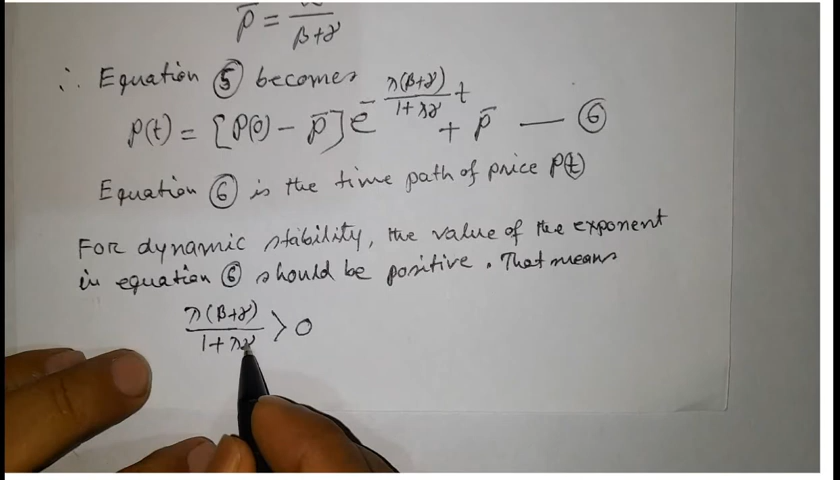 p̄ = / β+γ
∴ Equation ⑤ becomes
P(t) = [P(0) − p̄] e^−(λ(β+γ)/(1+λγ))t + p̄ — ⑥
Equation ⑥ is the time path of price P(t)
For dynamic stability, the value of the exponent
in equation ⑥ should be positive. That means
λ(β+γ)/(1+λγ) > 0